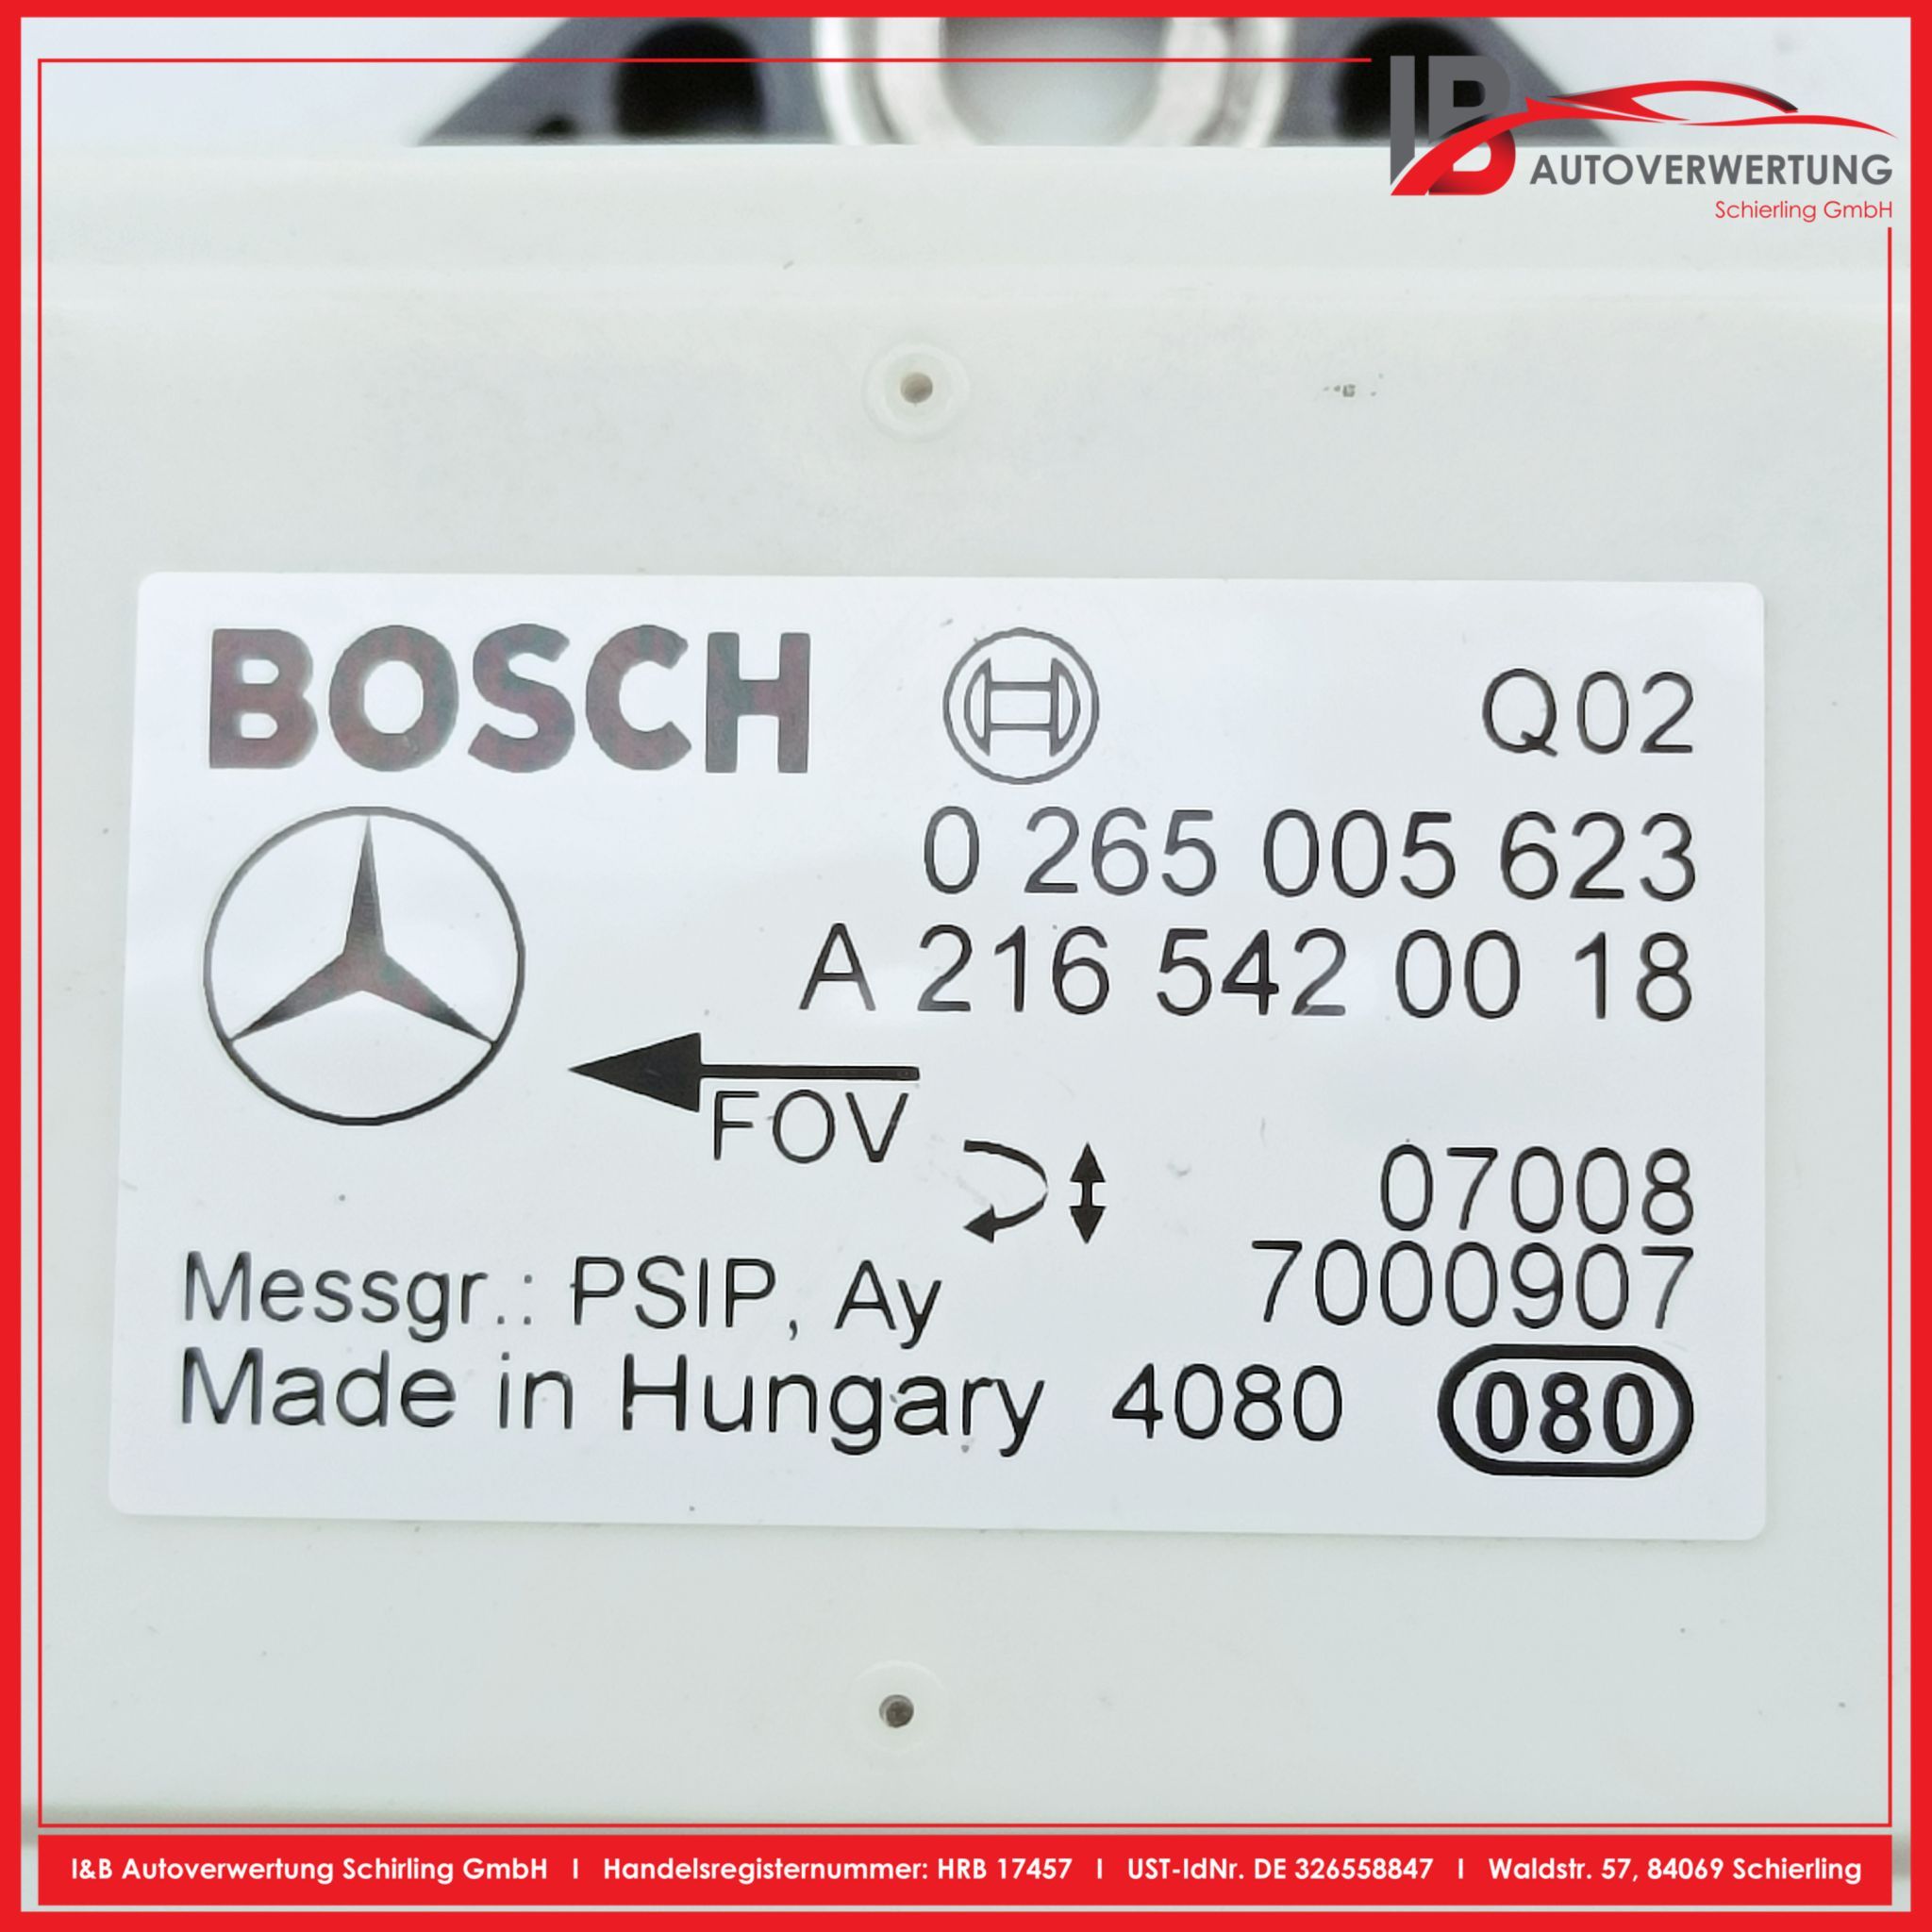 IB
AUTOVERWERTUNG
Schierling GmbH
BOSCH Q02
0 265 005 623
A 216 542 00 18
FOV
07008
Messgr.: PSIP, Ay 7000907
Made in Hungary 4080 080
I&B Autoverwertung Schirling GmbH I Handelsregisternummer: HRB 17457 I UST-IdNr. DE 326558847 I Waldstr. 57, 84069 Schierling